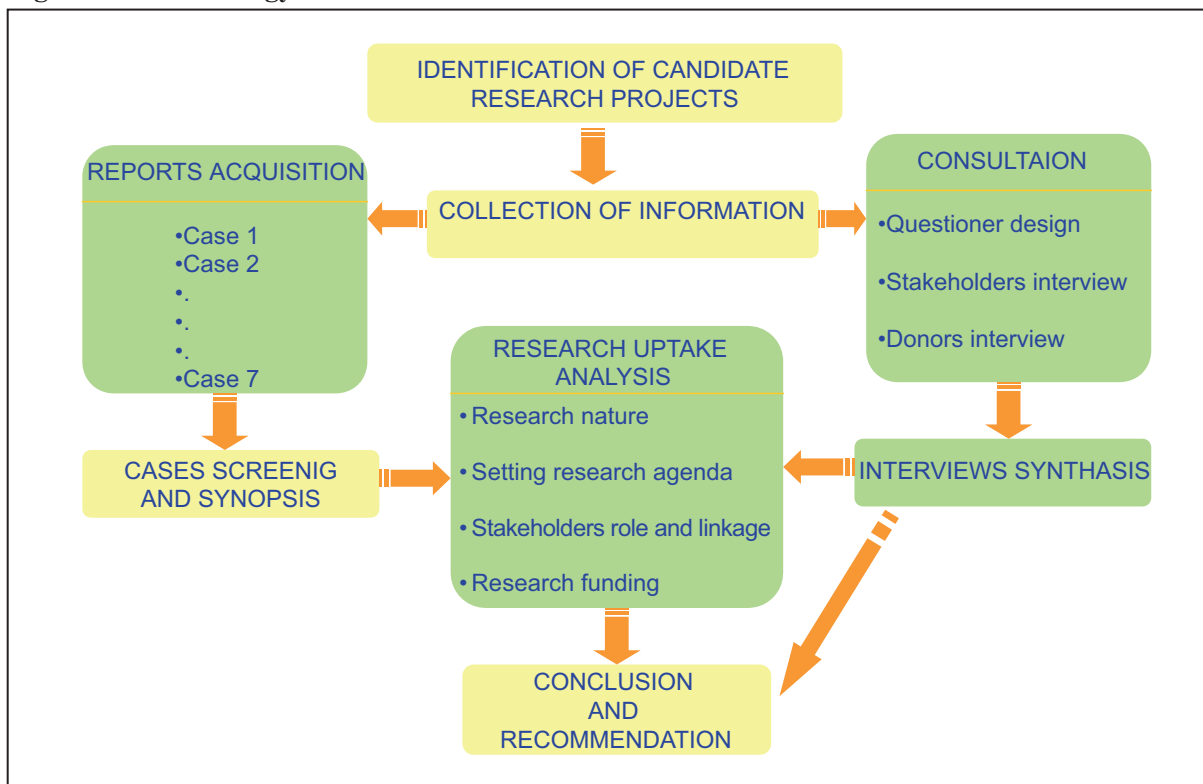 IDENTIFICATION OF CANDIDATE
RESEARCH PROJECTS
REPORTS ACQUISITION
•Case 1
•Case 2
•.
•.
•.
•Case 7
COLLECTION OF INFORMATION
CONSULTAION
•Questioner design
•Stakeholders interview
•Donors interview
RESEARCH UPTAKE
ANALYSIS
• Research nature
• Setting research agenda
• Stakeholders role and linkage
• Research funding
CASES SCREENIG
AND SYNOPSIS
INTERVIEWS SYNTHASIS
CONCLUSION
AND
RECOMMENDATION